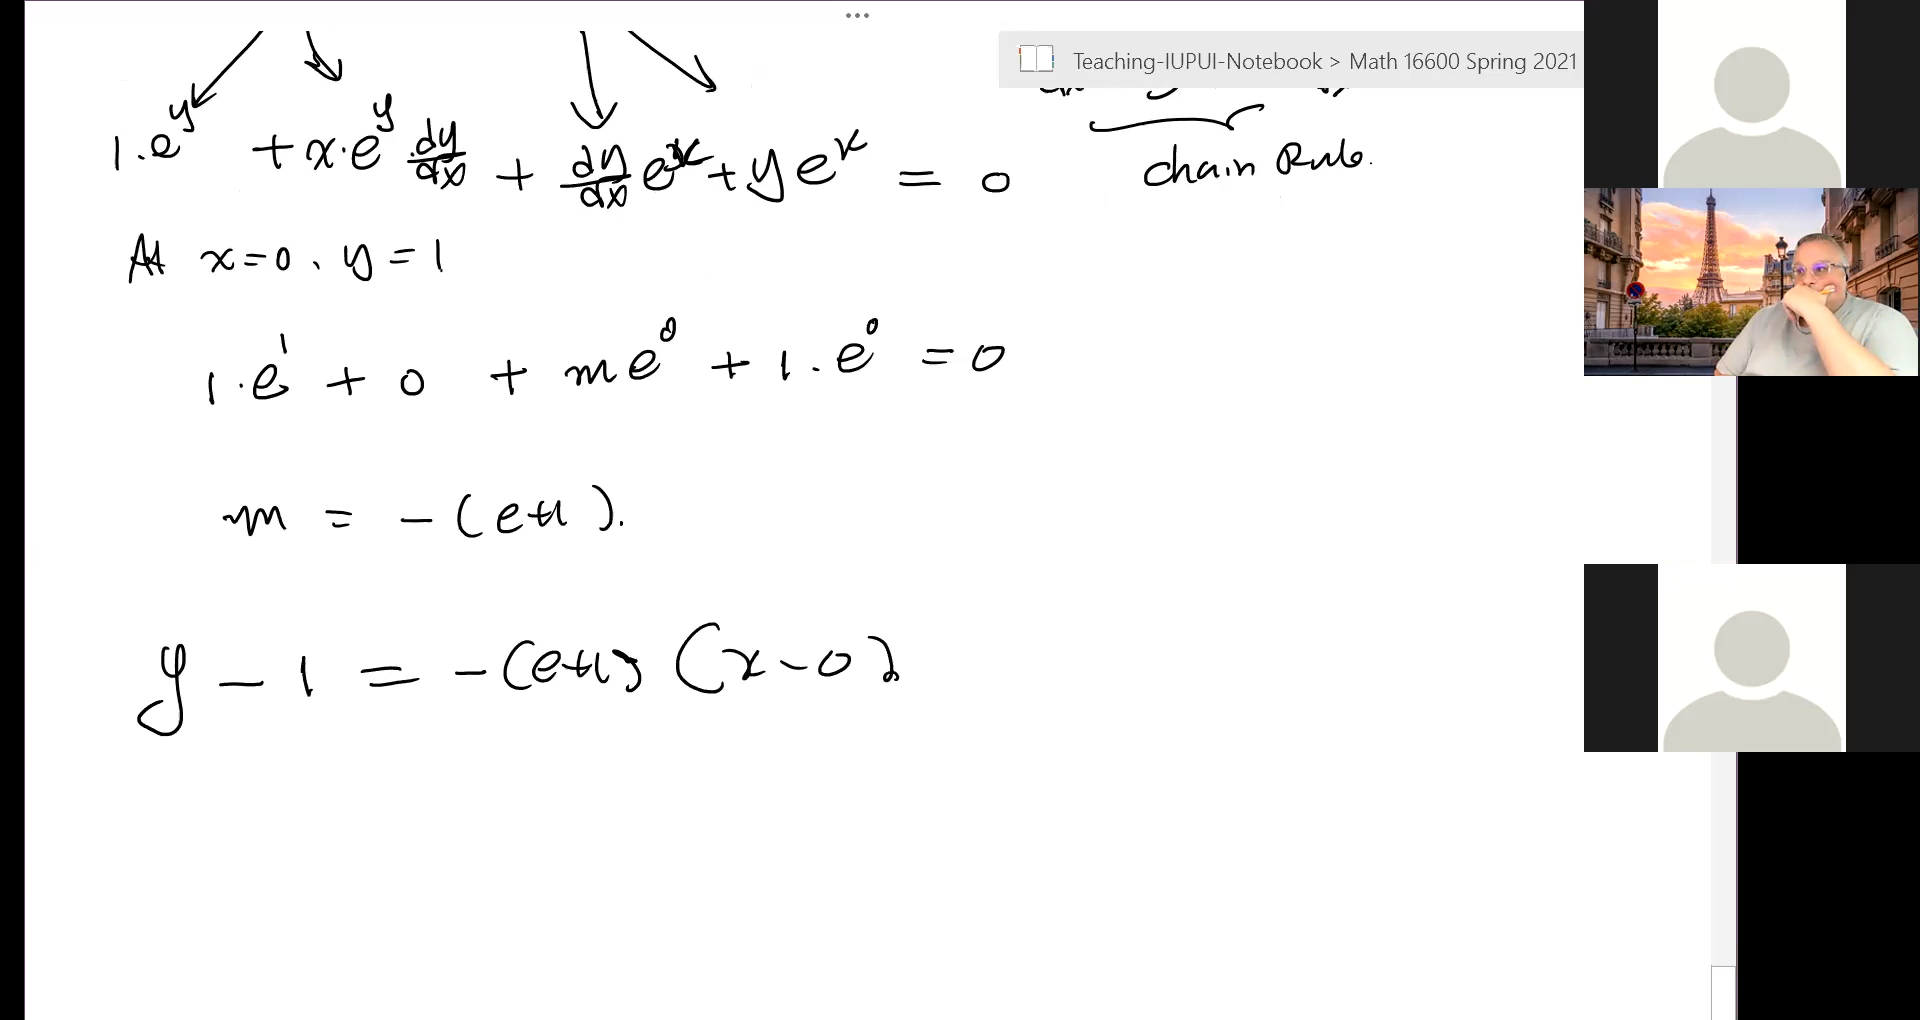 Teaching-IUPUI-Notebook > Math 16600 Spring 2021
1.e^y + x.e^y . dy/dx + dy/dx e^x + y e^x = 0
chain Rule.
At x=0, y=1
1.e^1 + 0 + me^0 + 1.e^0 = 0
m = -(e+1).
y - 1 = -(e+1) (x-0)